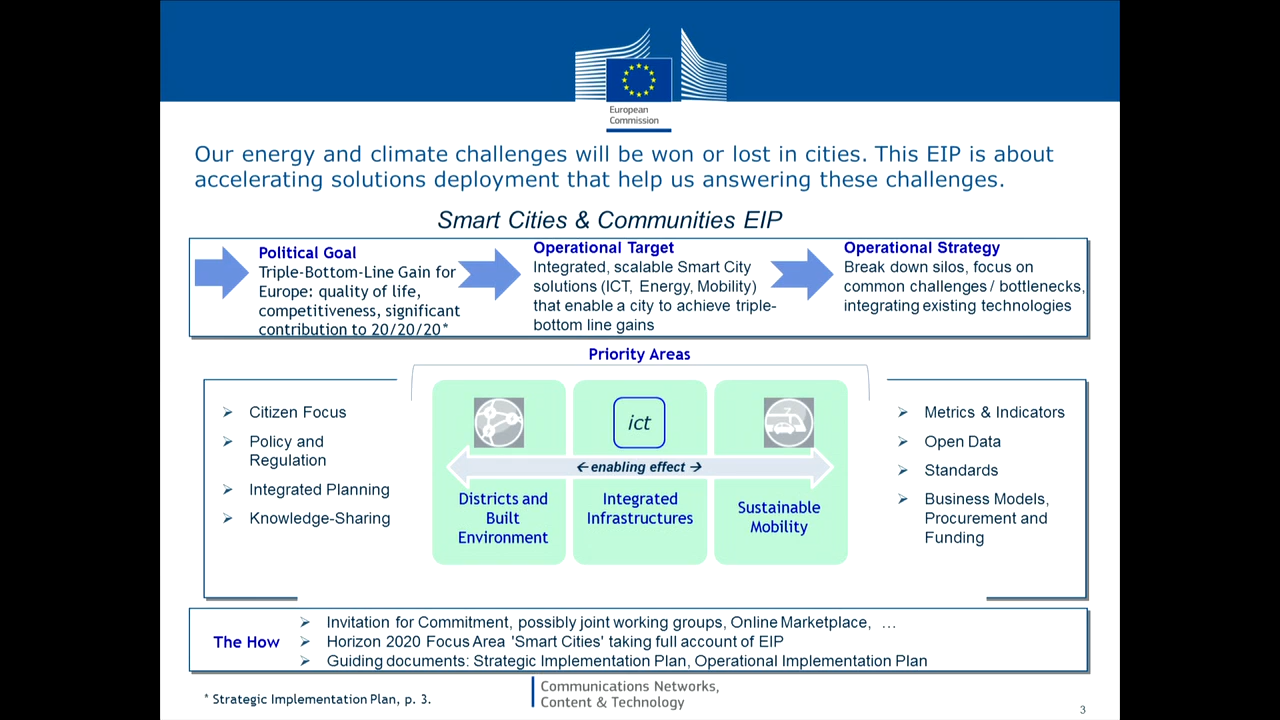 European
Commission
Our energy and climate challenges will be won or lost in cities. This EIP is about
accelerating solutions deployment that help us answering these challenges.
Smart Cities & Communities EIP
Political Goal
Triple-Bottom-Line Gain for
Europe: quality of life,
competitiveness, significant
contribution to 20/20/20*
Operational Target
Integrated, scalable Smart City
solutions (ICT, Energy, Mobility)
that enable a city to achieve triple-
bottom line gains
Operational Strategy
Break down silos, focus on
common challenges / bottlenecks,
integrating existing technologies
Priority Areas
➢ Citizen Focus
➢ Policy and
Regulation
➢ Integrated Planning
➢ Knowledge-Sharing
ict
← enabling effect →
Districts and
Built
Environment
Integrated
Infrastructures
Sustainable
Mobility
➢ Metrics & Indicators
➢ Open Data
➢ Standards
➢ Business Models,
Procurement and
Funding
The How
➢ Invitation for Commitment, possibly joint working groups, Online Marketplace, …
➢ Horizon 2020 Focus Area 'Smart Cities' taking full account of EIP
➢ Guiding documents: Strategic Implementation Plan, Operational Implementation Plan
* Strategic Implementation Plan, p. 3.
Communications Networks,
Content & Technology
3